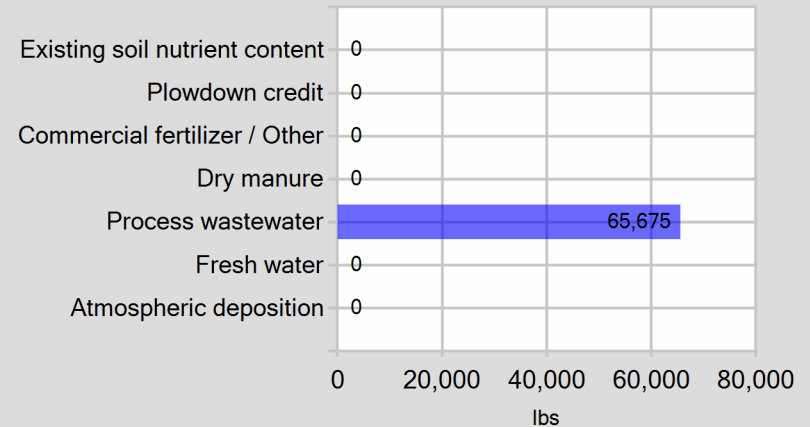 Existing soil nutrient content 0
Plowdown credit 0
Commercial fertilizer / Other 0
Dry manure 0
Process wastewater 65,675
Fresh water 0
Atmospheric deposition 0
0 20,000 40,000 60,000 80,000
lbs